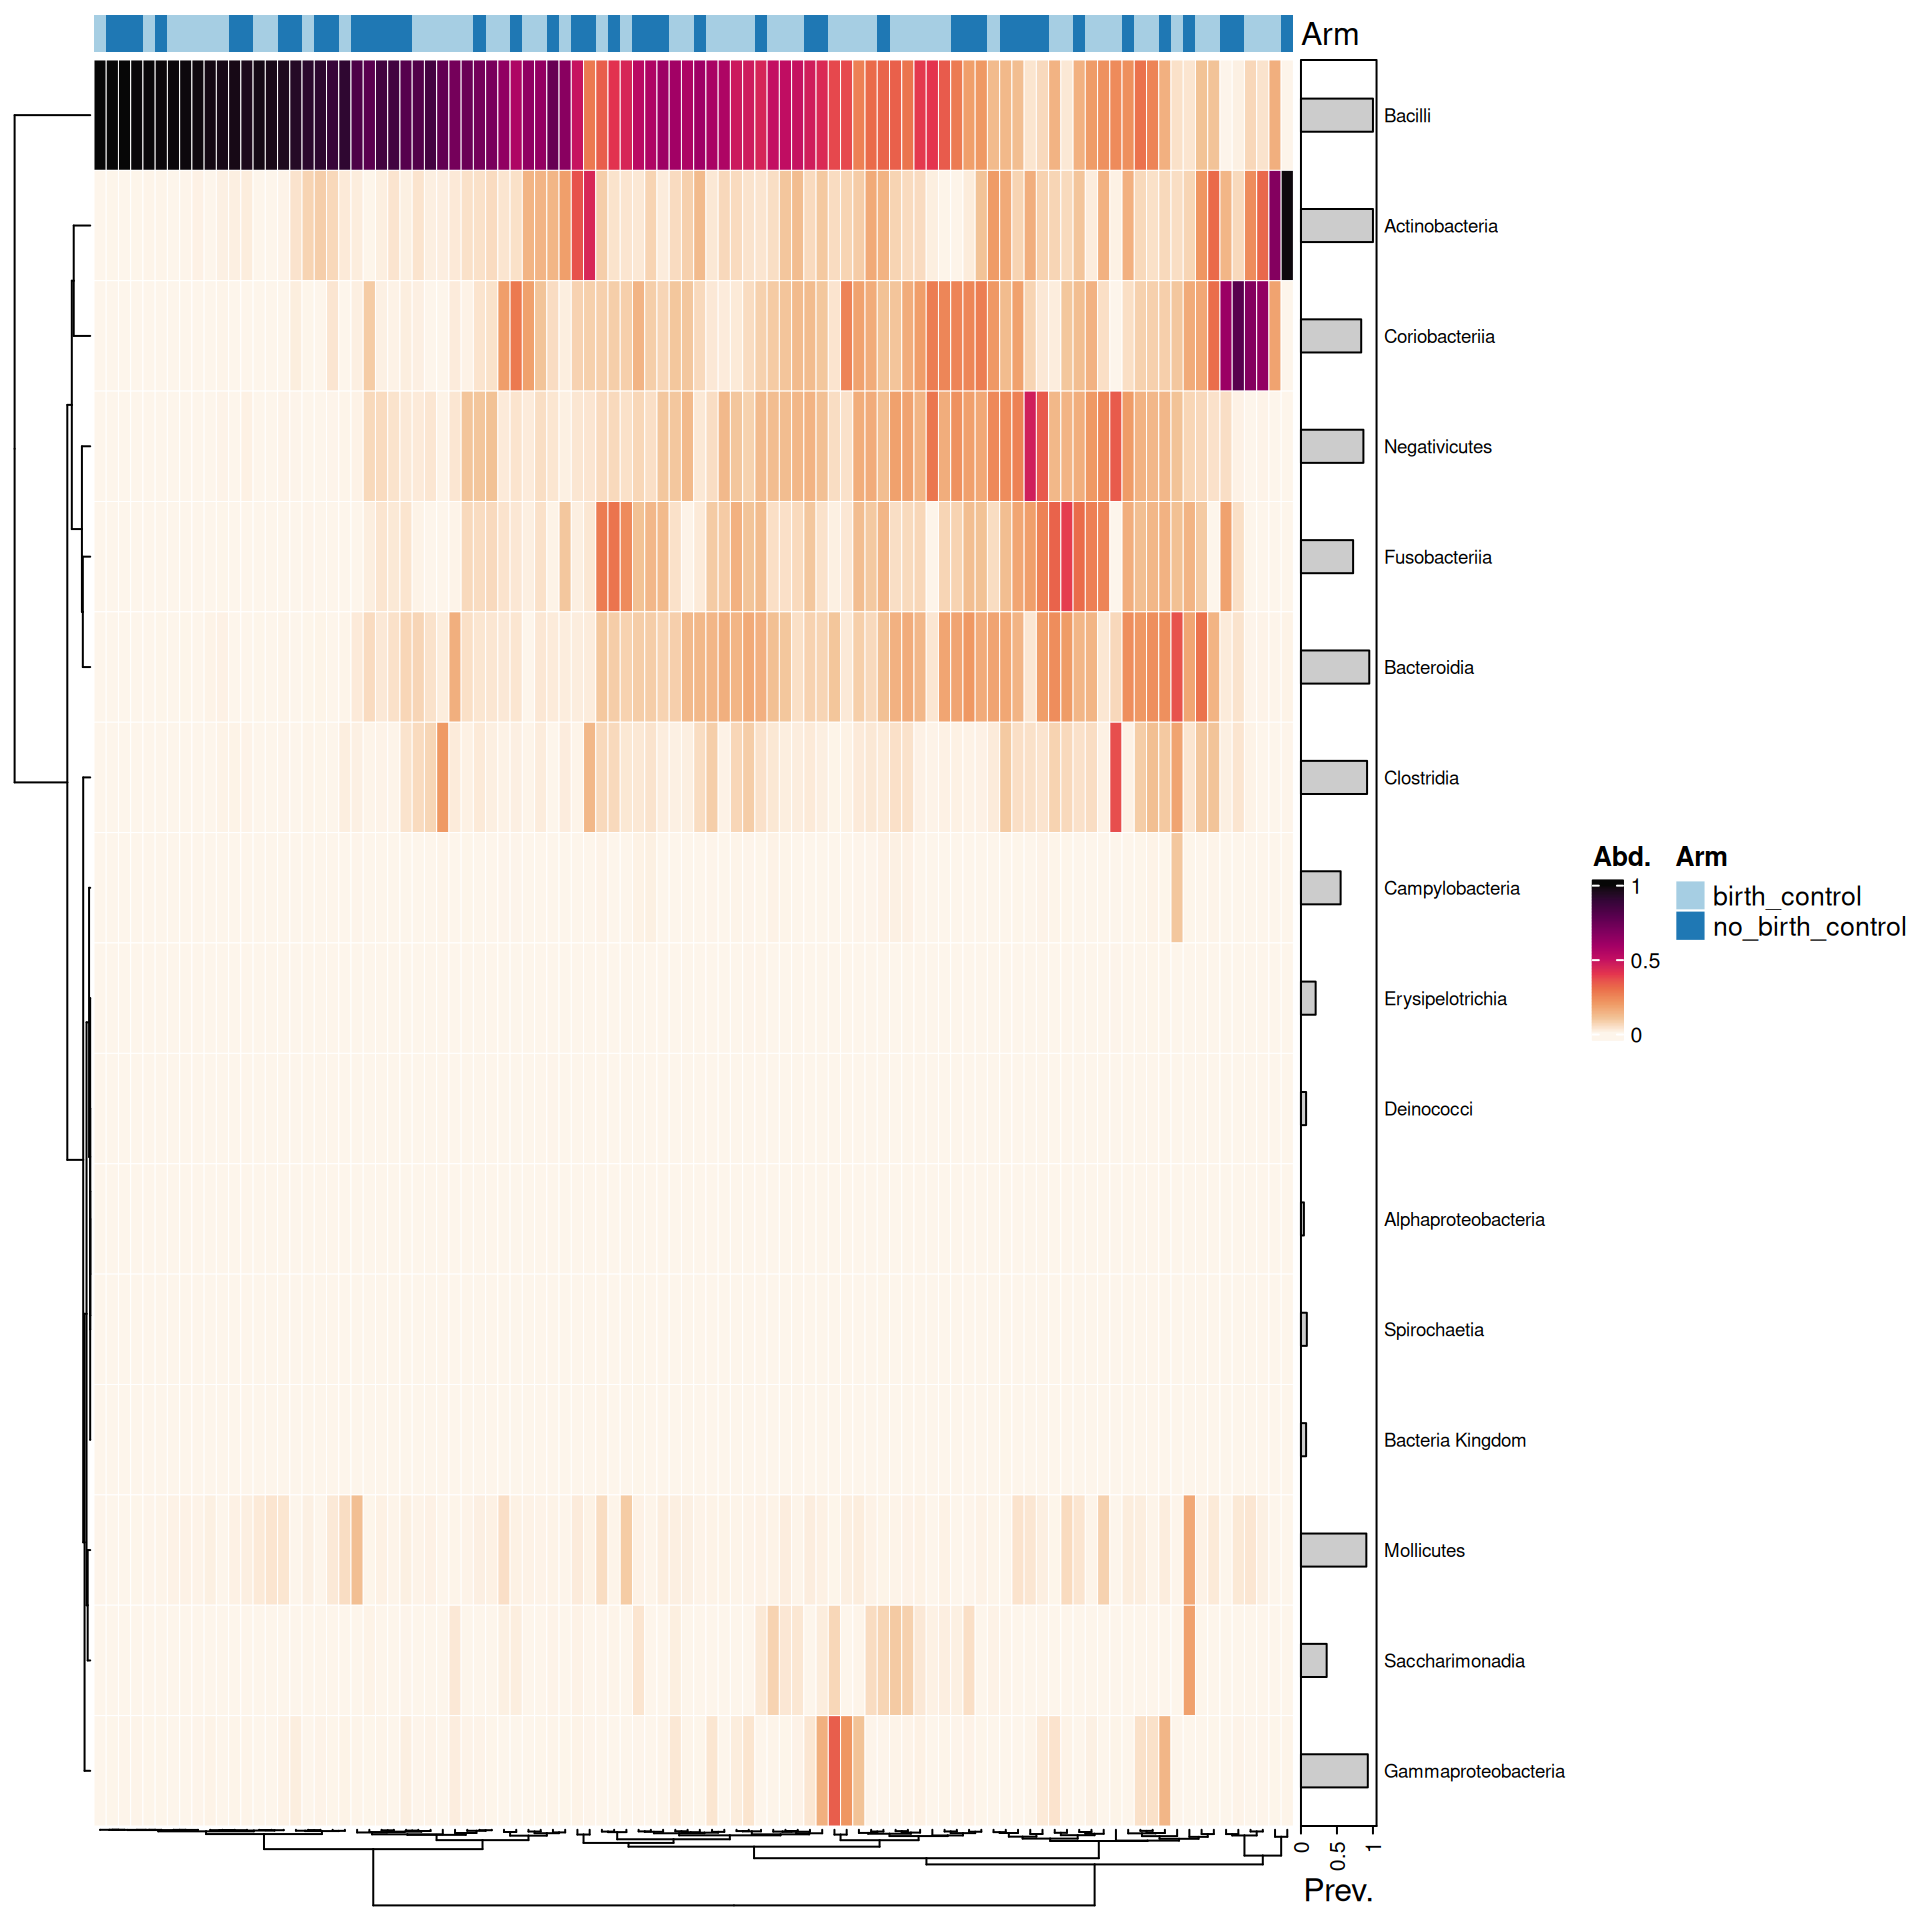 Arm
Bacilli
Actinobacteria
Coriobacteriia
Negativicutes
Fusobacteriia
Bacteroidia
Clostridia
Campylobacteria
Erysipelotrichia
Deinococci
Alphaproteobacteria
Spirochaetia
Bacteria Kingdom
Mollicutes
Saccharimonadia
Gammaproteobacteria
0 0.5 1
Prev.
Abd.
1
0.5
0
Arm
birth_control
no_birth_control